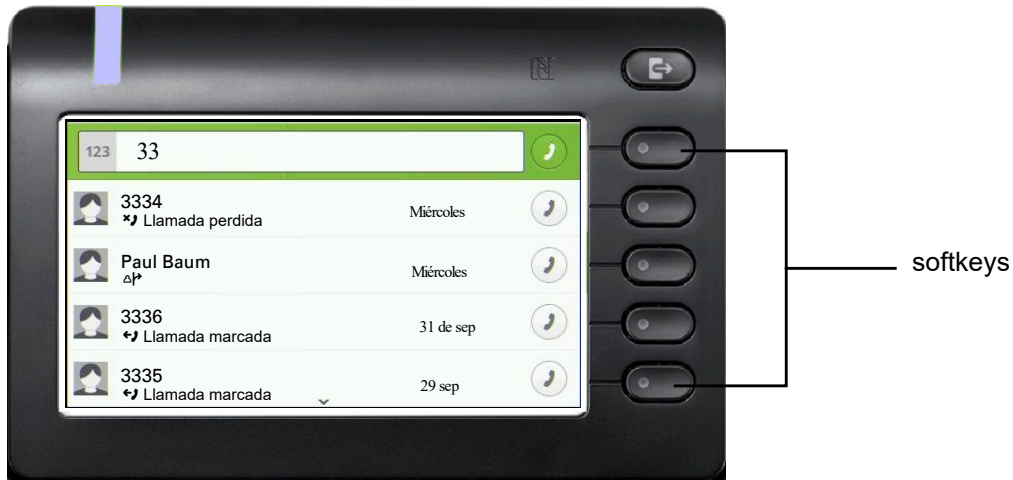 123 33
3334
Llamada perdida Miércoles
Paul Baum
Miércoles
3336
Llamada marcada 31 de sep
3335
Llamada marcada 29 sep
softkeys